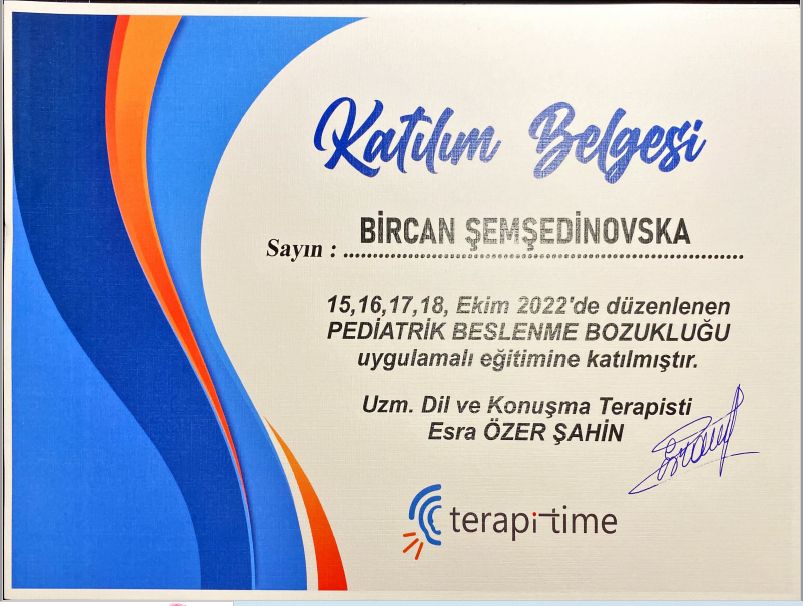 Katılım Belgesi
BİRCAN ŞEMŞEDİNOVSKA
Sayın : ........................................................................
15,16,17,18, Ekim 2022'de düzenlenen
PEDİATRİK BESLENME BOZUKLUĞU
uygulamalı eğitimine katılmıştır.
Uzm. Dil ve Konuşma Terapisti
Esra ÖZER ŞAHİN
terapi-time